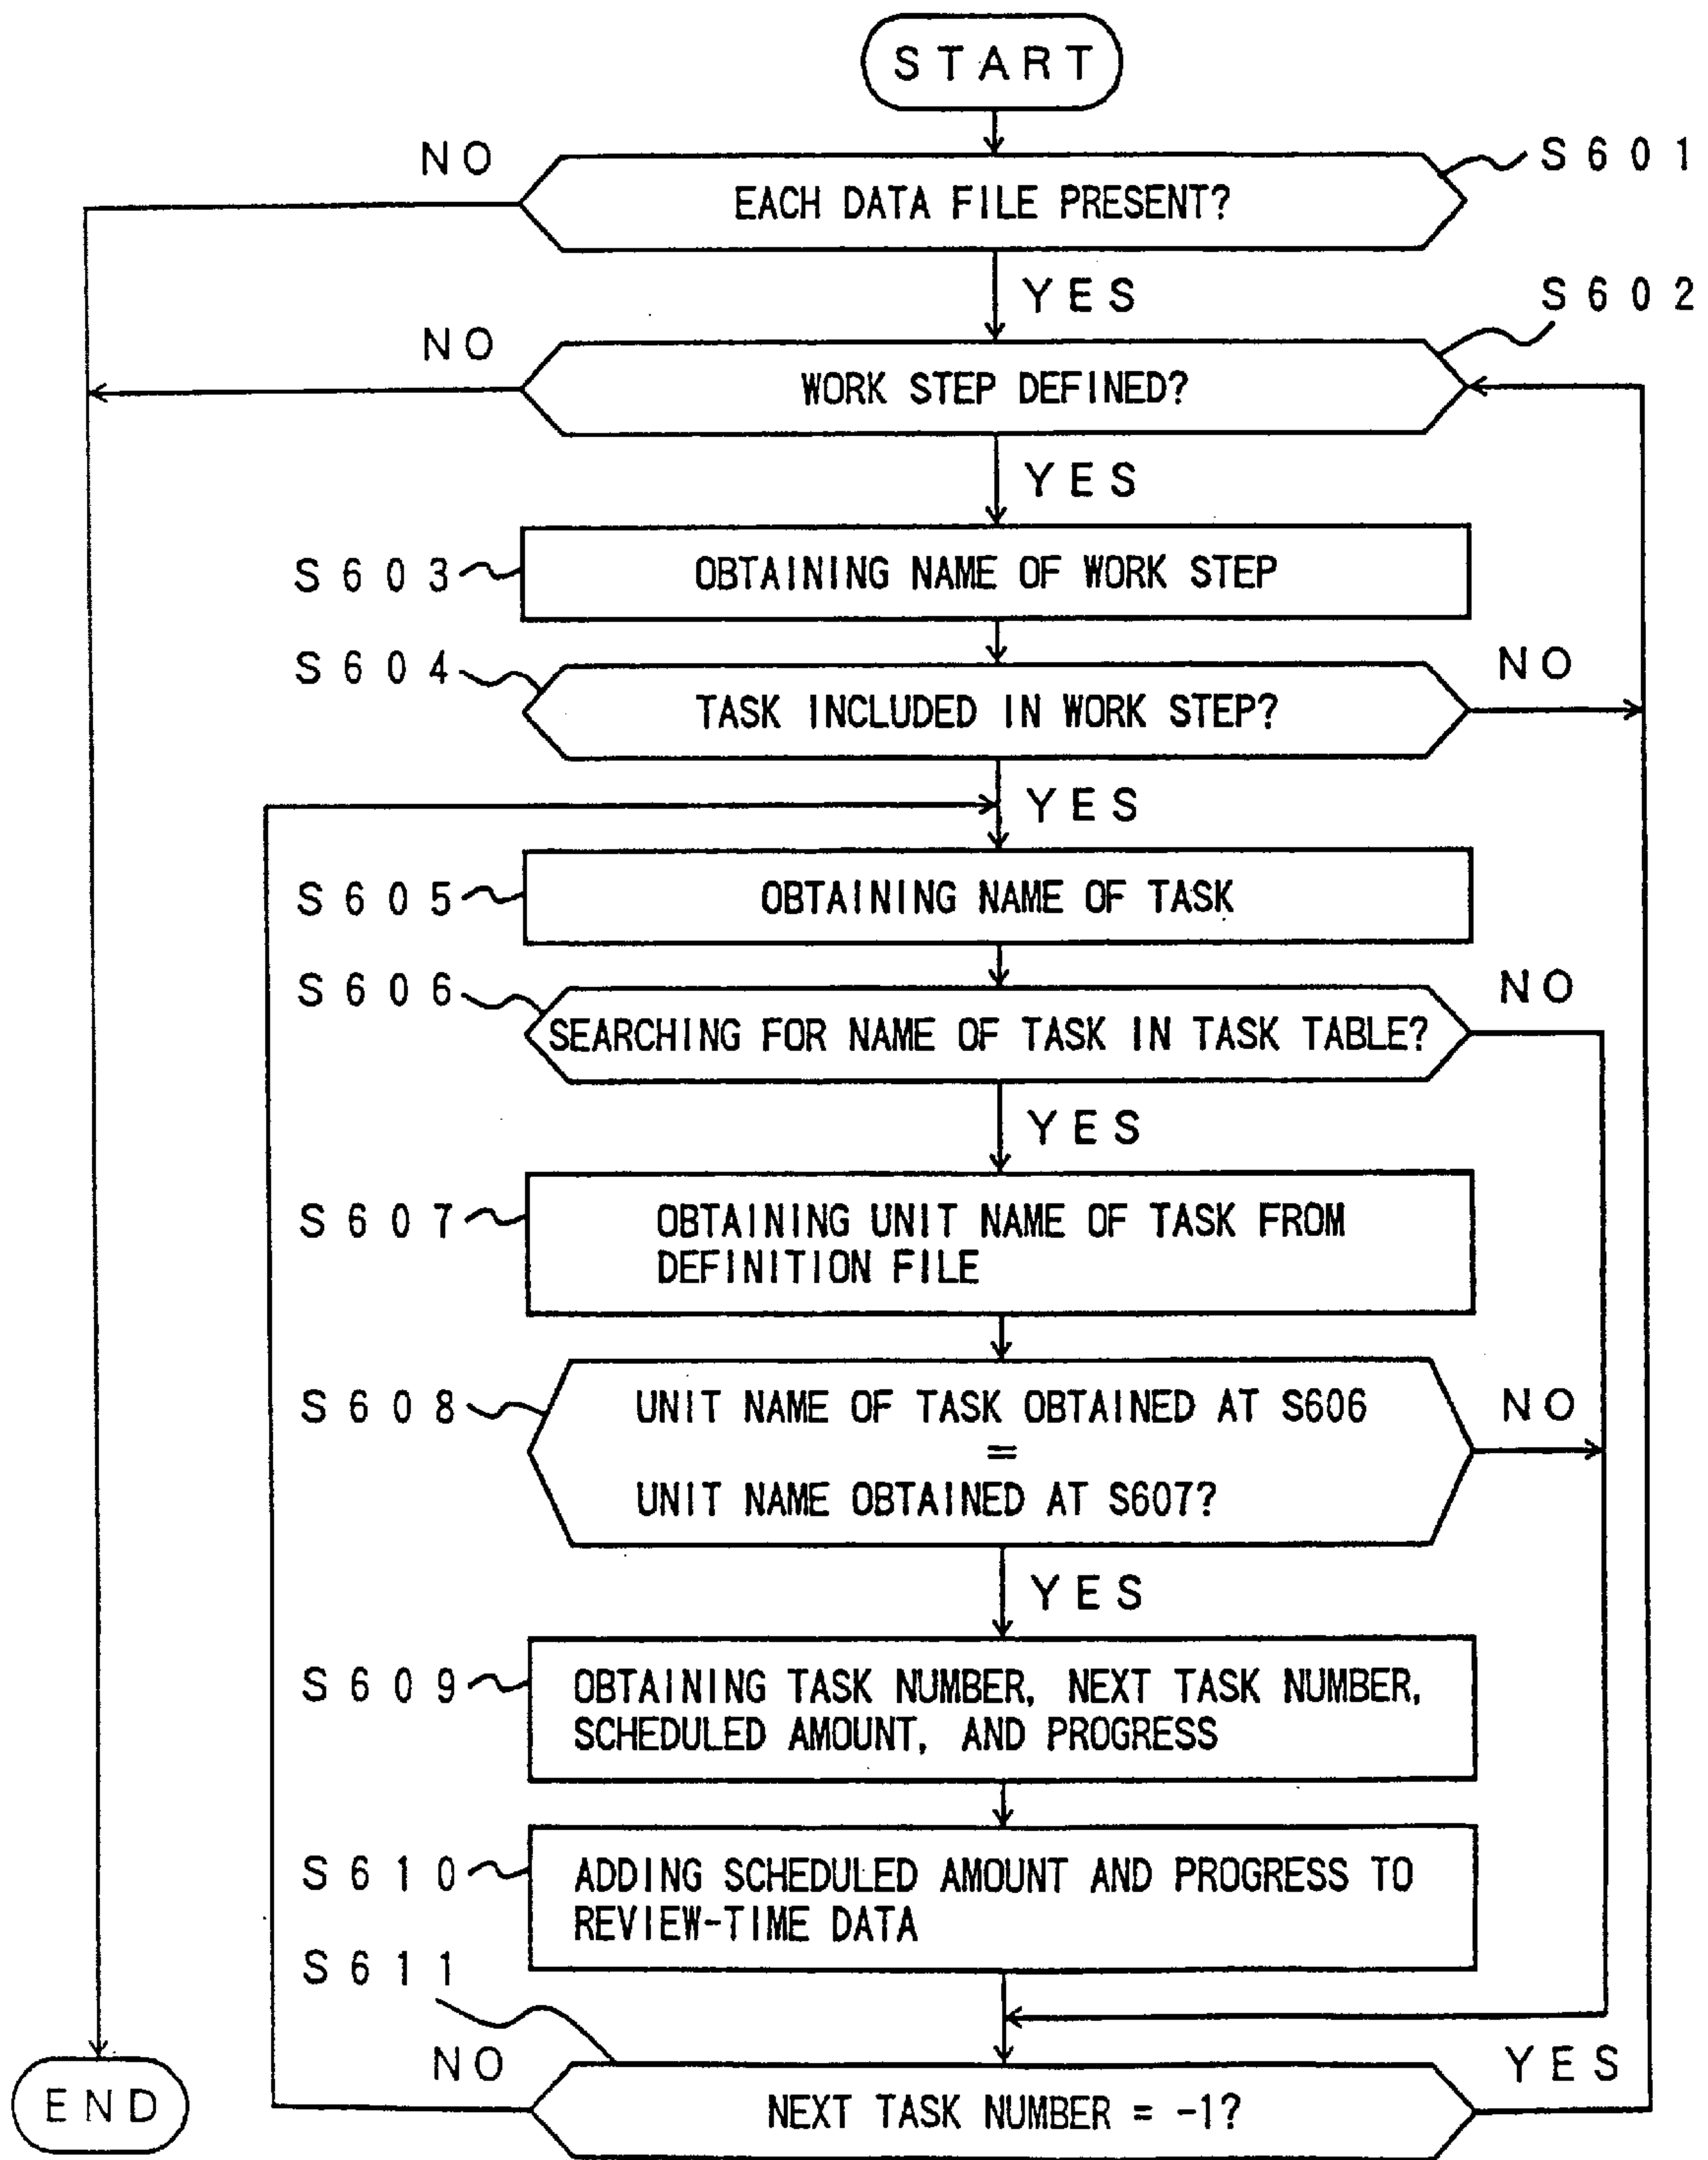 START
NO
S601
EACH DATA FILE PRESENT?
YES
S602
NO
WORK STEP DEFINED?
YES
S603
OBTAINING NAME OF WORK STEP
S604
NO
TASK INCLUDED IN WORK STEP?
YES
S605
OBTAINING NAME OF TASK
S606
NO
SEARCHING FOR NAME OF TASK IN TASK TABLE?
YES
S607
OBTAINING UNIT NAME OF TASK FROM
DEFINITION FILE
S608
UNIT NAME OF TASK OBTAINED AT S606
=
UNIT NAME OBTAINED AT S607?
NO
YES
S609
OBTAINING TASK NUMBER, NEXT TASK NUMBER,
SCHEDULED AMOUNT, AND PROGRESS
S610
ADDING SCHEDULED AMOUNT AND PROGRESS TO
REVIEW-TIME DATA
S611
NO
YES
NEXT TASK NUMBER = -1?
END